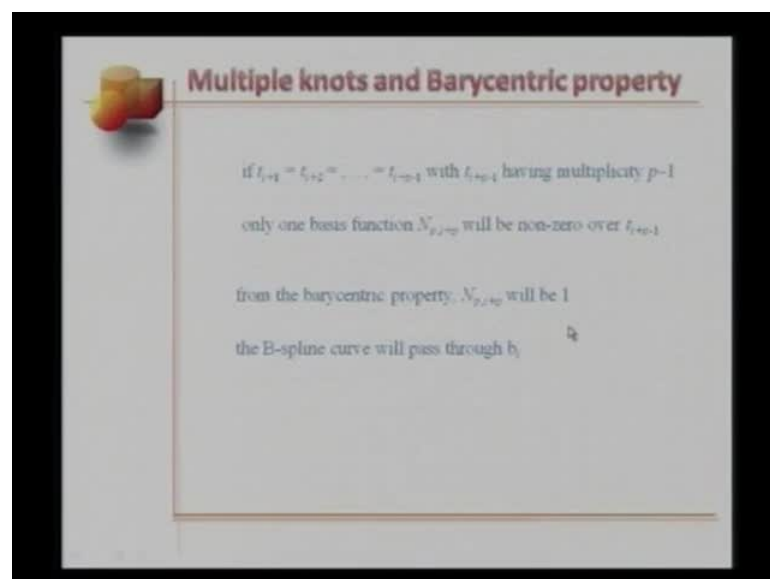 Multiple knots and Barycentric property
if t_{i+1} = t_{i+2} = . . . . = t_{i+p-1} with t_{i+p-1} having multiplicity p–1
only one basis function N_{p,i+p} will be non-zero over t_{i+p-1}
from the barycentric property, N_{p,i+p} will be 1
the B-spline curve will pass through b_i